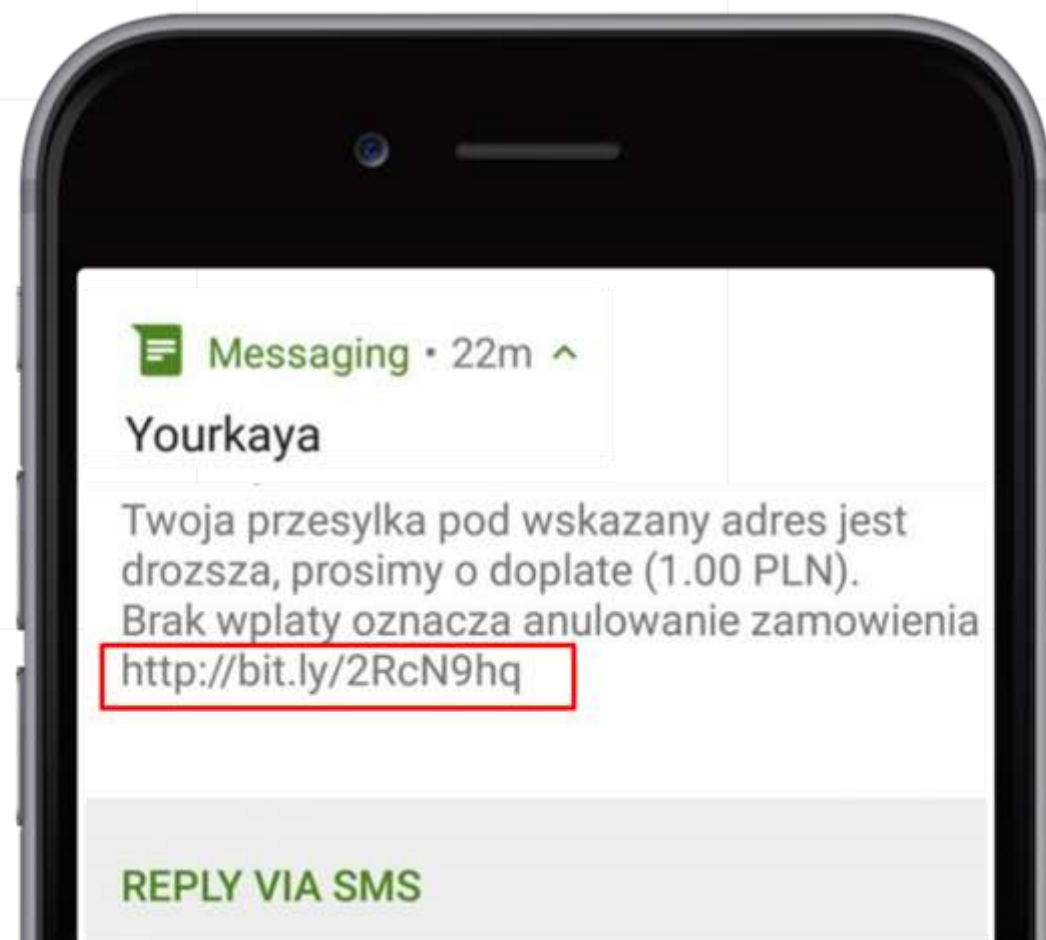 Messaging • 22m
Yourkaya
Twoja przesylka pod wskazany adres jest
drozsza, prosimy o doplate (1.00 PLN).
Brak wplaty oznacza anulowanie zamowienia
http://bit.ly/2RcN9hq
REPLY VIA SMS